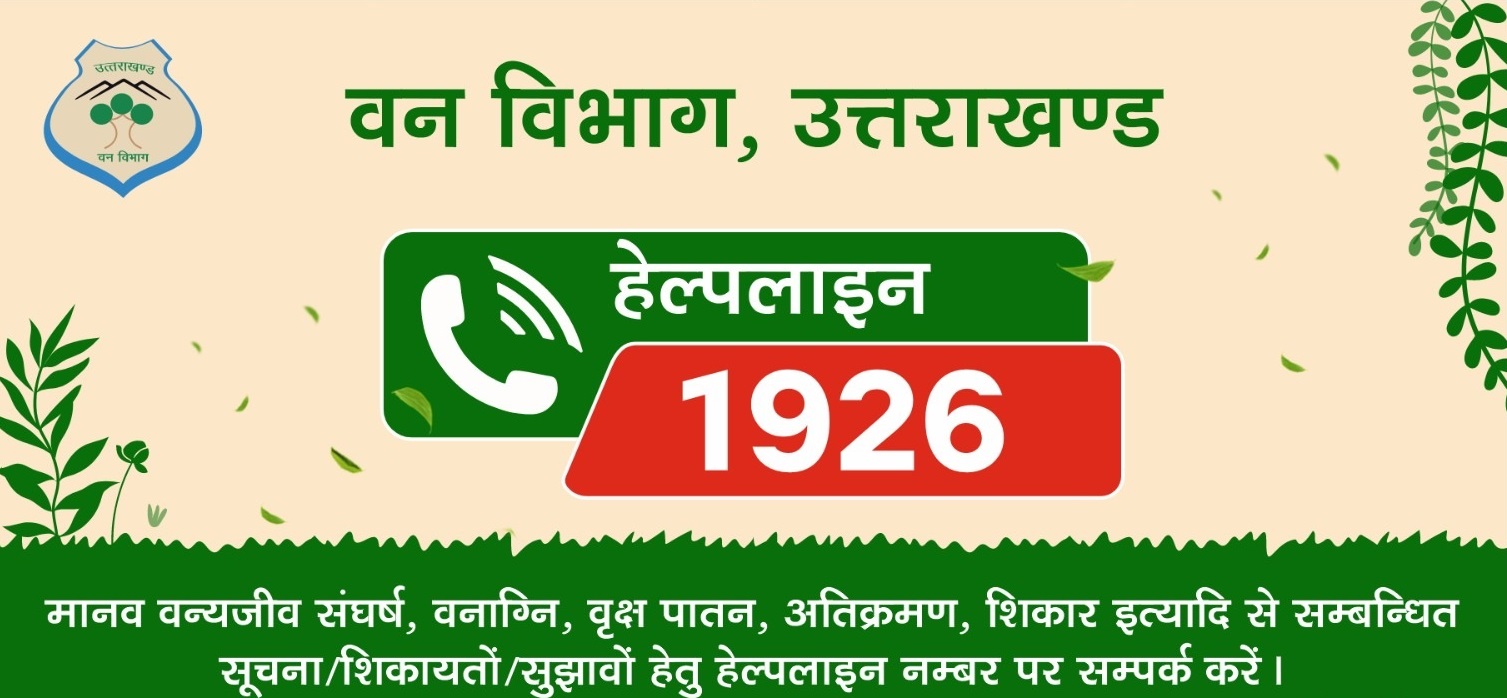 उत्तराखण्ड
वन विभाग
वन विभाग, उत्तराखण्ड
हेल्पलाइन
1926
मानव वन्यजीव संघर्ष, वनाग्नि, वृक्ष पातन, अतिक्रमण, शिकार इत्यादि से सम्बन्धित
सूचना/शिकायतों/सुझावों हेतु हेल्पलाइन नम्बर पर सम्पर्क करें।